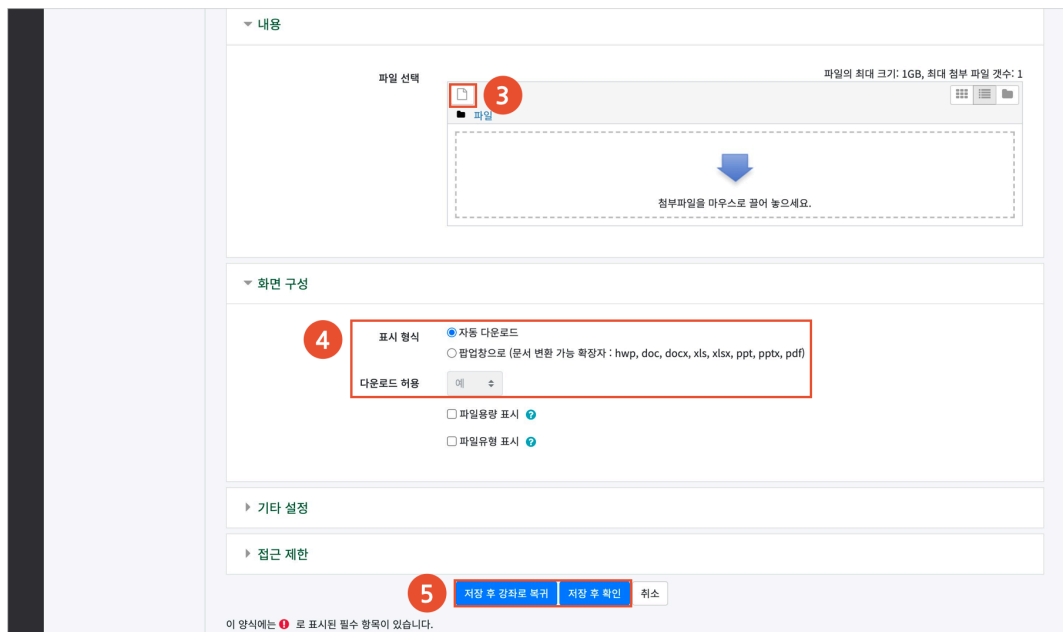 내용
파일 선택
파일의 최대 크기: 1GB, 최대 첨부 파일 갯수: 1
3
파일
첨부파일을 마우스로 끌어 놓으세요.
화면 구성
4
표시 형식
자동 다운로드
팝업창으로 (문서 변환 가능 확장자 : hwp, doc, docx, xls, xlsx, ppt, pptx, pdf)
다운로드 허용
예
파일용량 표시 ?
파일유형 표시 ?
기타 설정
접근 제한
5
저장 후 강좌로 복귀 저장 후 확인 취소
이 양식에는 ! 로 표시된 필수 항목이 있습니다.